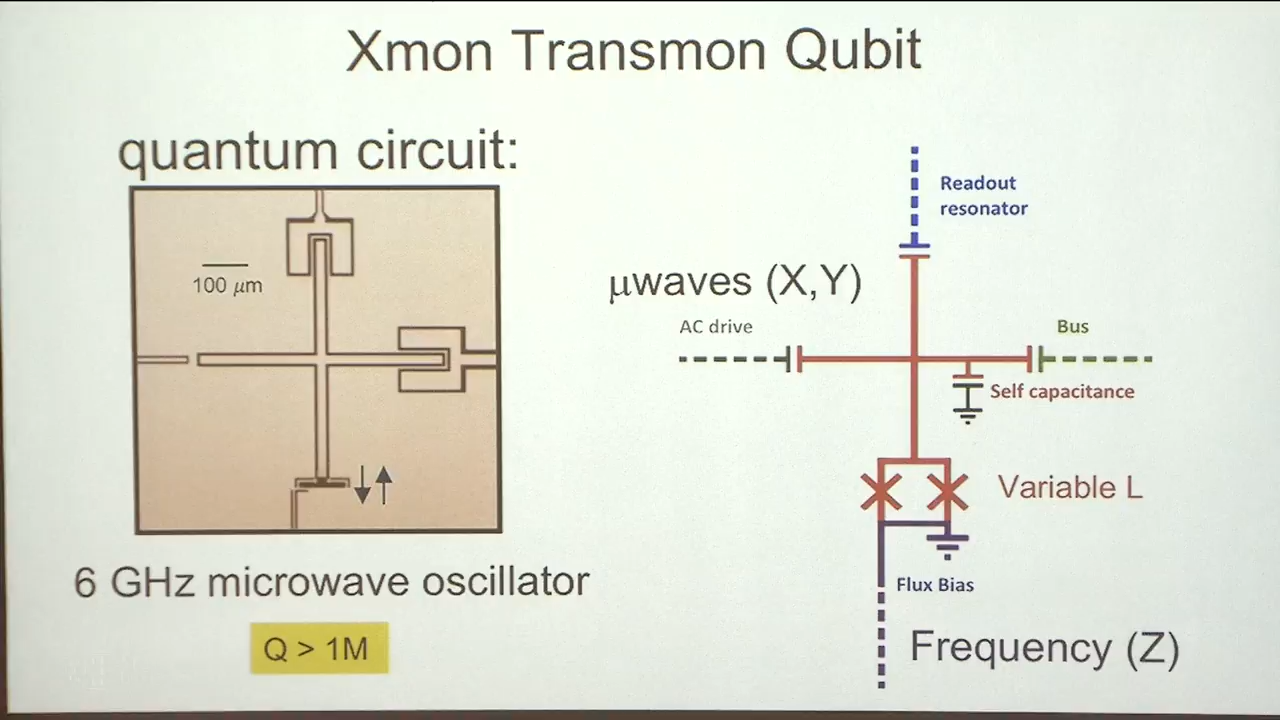 Xmon Transmon Qubit
quantum circuit:
100 μm
6 GHz microwave oscillator
Q > 1M
Readout
resonator
μwaves (X,Y)
AC drive
Bus
Self capacitance
Variable L
Flux Bias
Frequency (Z)